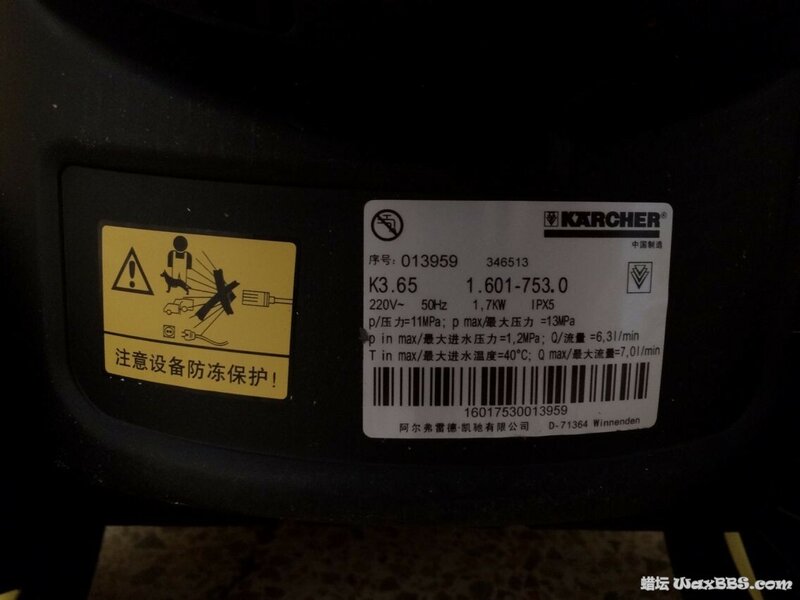 KÄRCHER®
中国制造
序号: 013959 346513
K3.65 1.601-753.0
220V~ 50Hz 1,7KW IPX5
p/压力=11MPa; p max/最大压力 =13MPa
p in max/最大进水压力=1,2MPa; Q/流量 =6,3l/min
T in max/最大进水温度=40°C; Q max/最大流量=7,0l/min
16017530013959
阿尔弗雷德·凯驰有限公司 D-71364 Winnenden
注意设备防冻保护!
蜡坛 WaxBBS.com